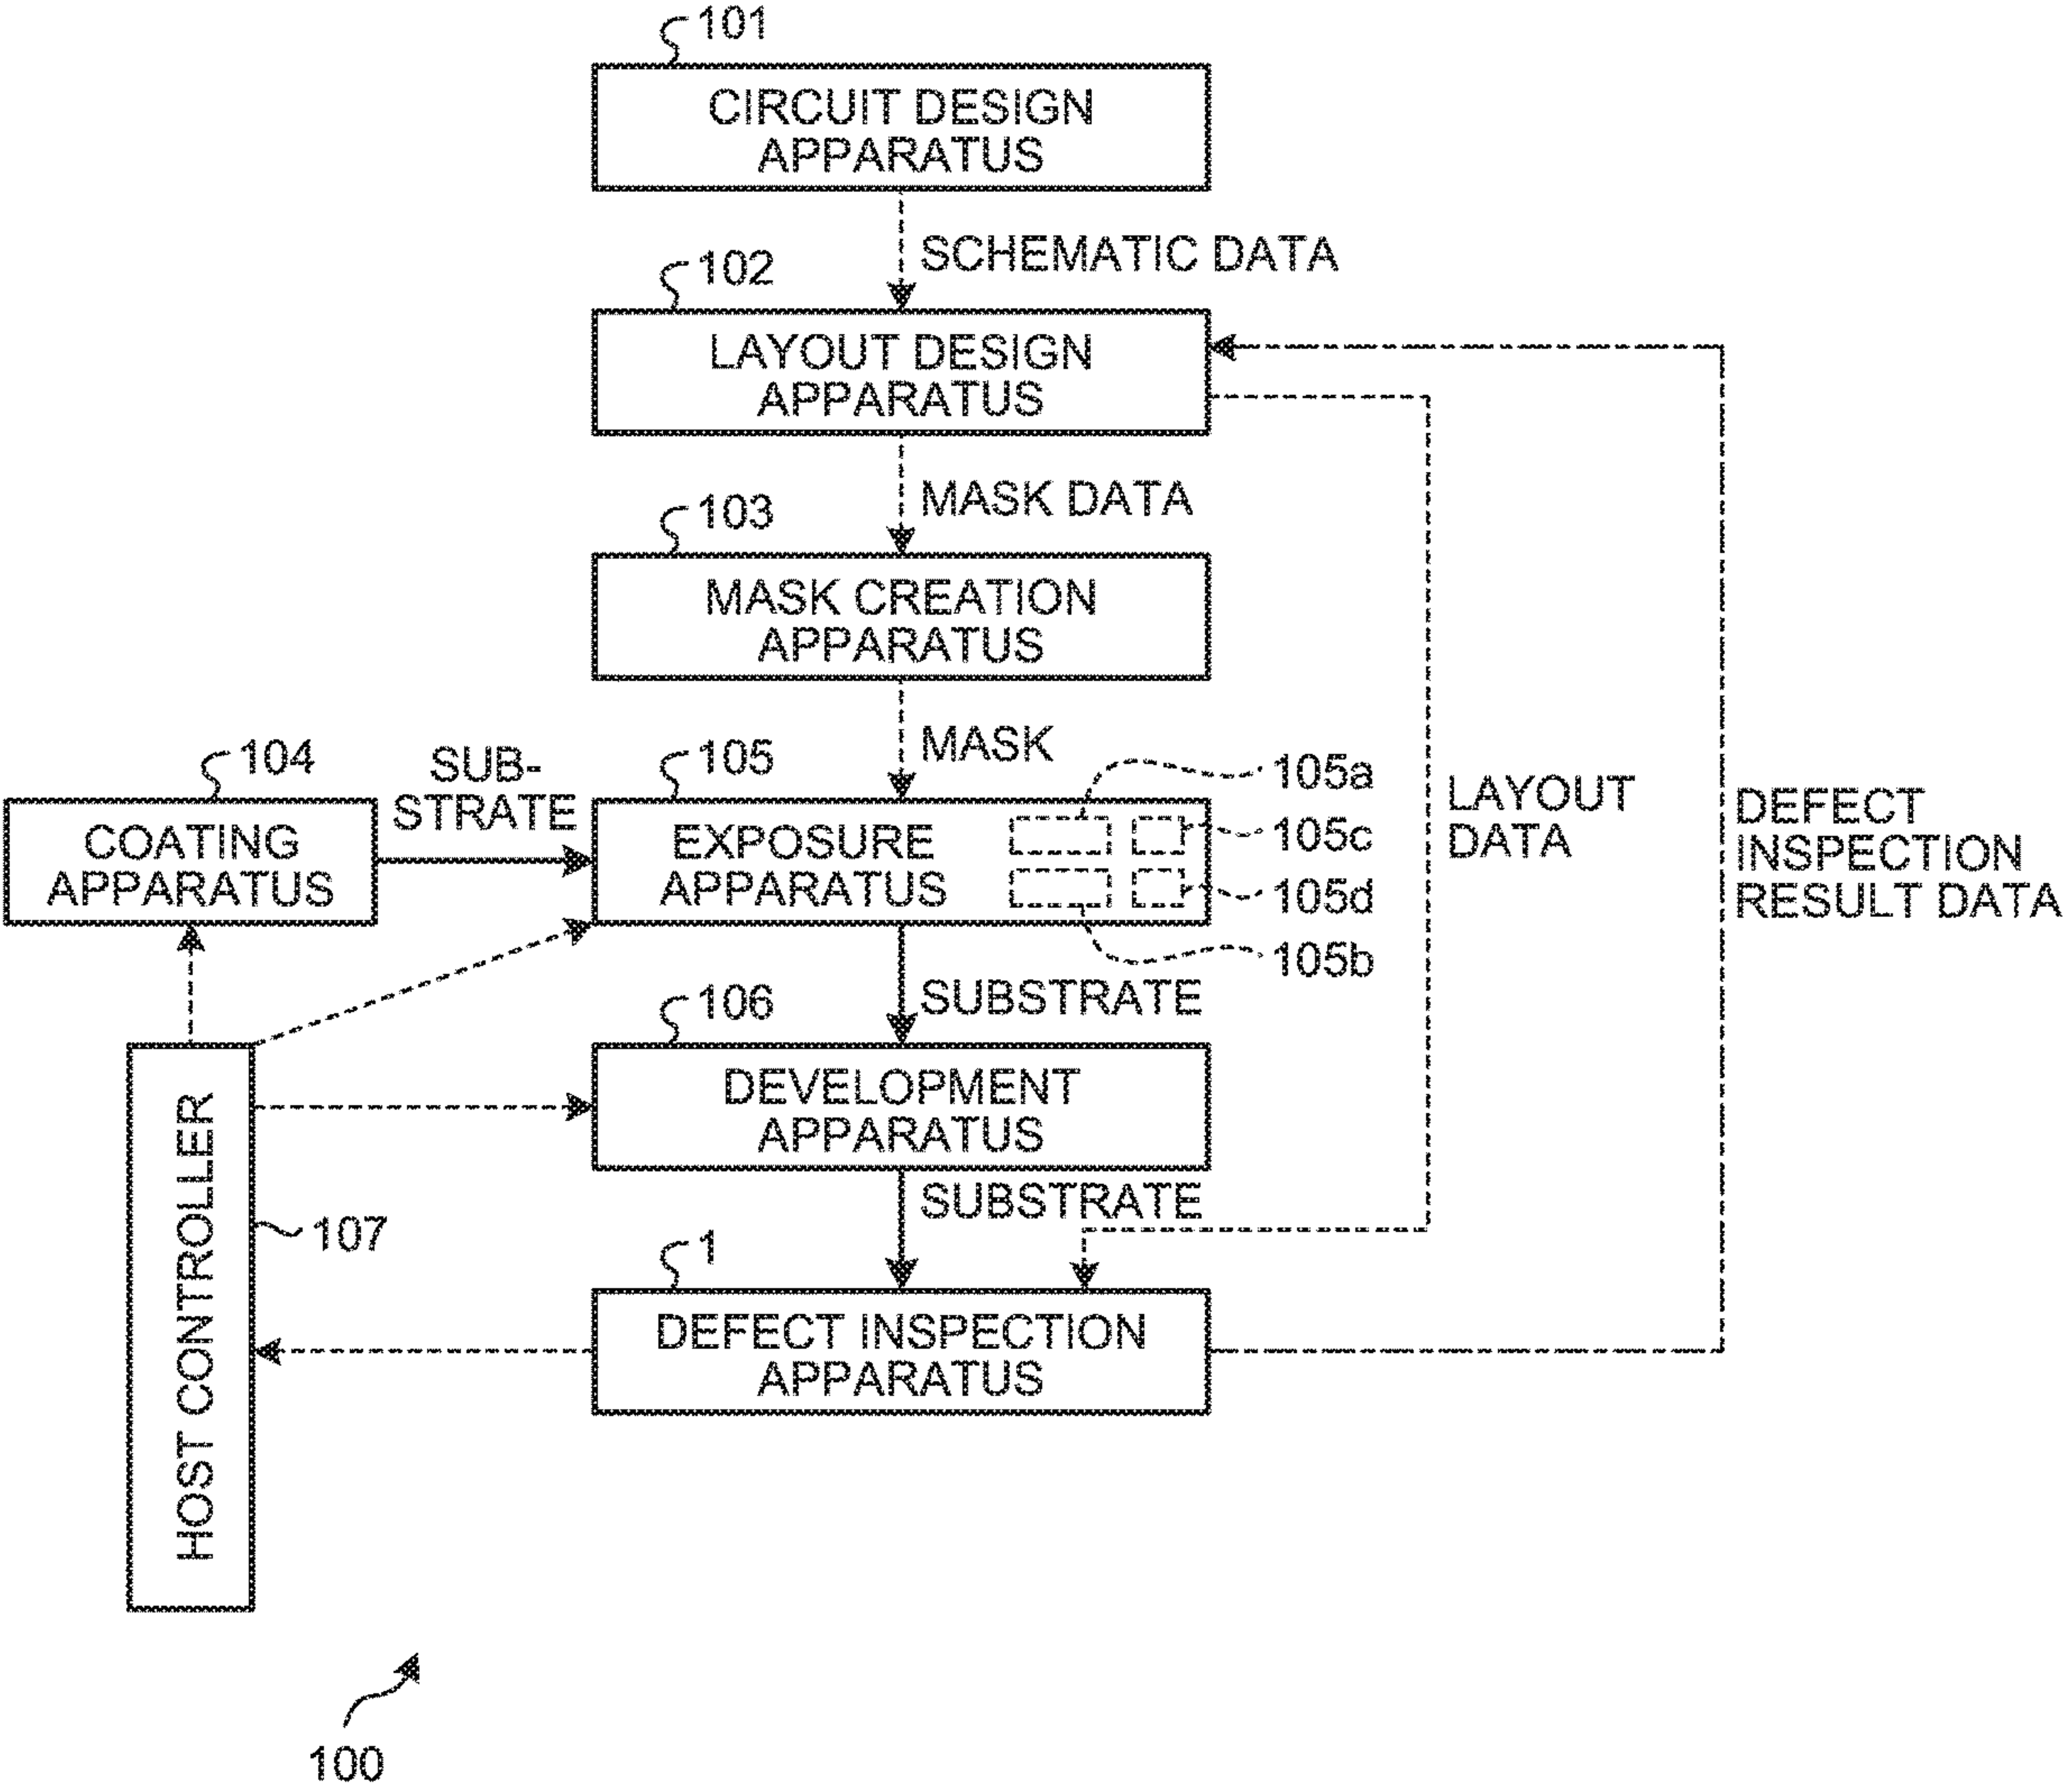 101
CIRCUIT DESIGN
APPARATUS
SCHEMATIC DATA
102
LAYOUT DESIGN
APPARATUS
MASK DATA
103
MASK CREATION
APPARATUS
MASK
104
SUB-
STRATE
COATING
APPARATUS
105
EXPOSURE
APPARATUS
105a
105c
105d
105b
LAYOUT
DATA
DEFECT
INSPECTION
RESULT DATA
SUBSTRATE
106
DEVELOPMENT
APPARATUS
SUBSTRATE
HOST CONTROLLER
107
1
DEFECT INSPECTION
APPARATUS
100